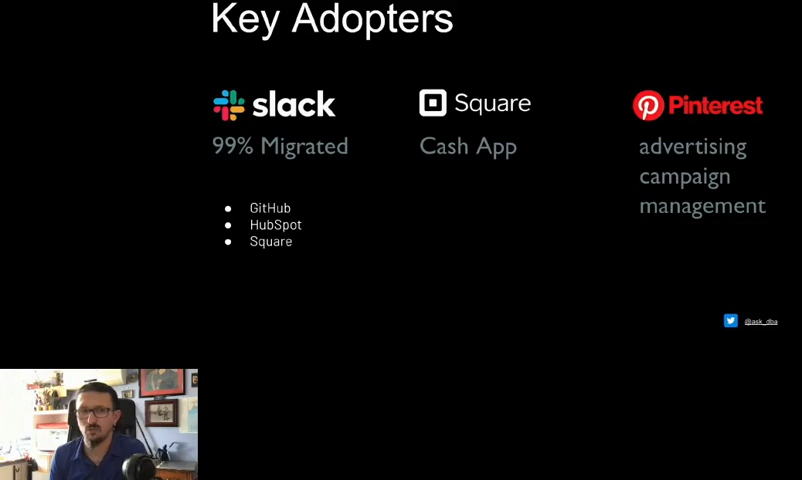 Key Adopters
slack
99% Migrated
Square
Cash App
Pinterest
advertising
campaign
management
GitHub
HubSpot
Square
@ask_dba